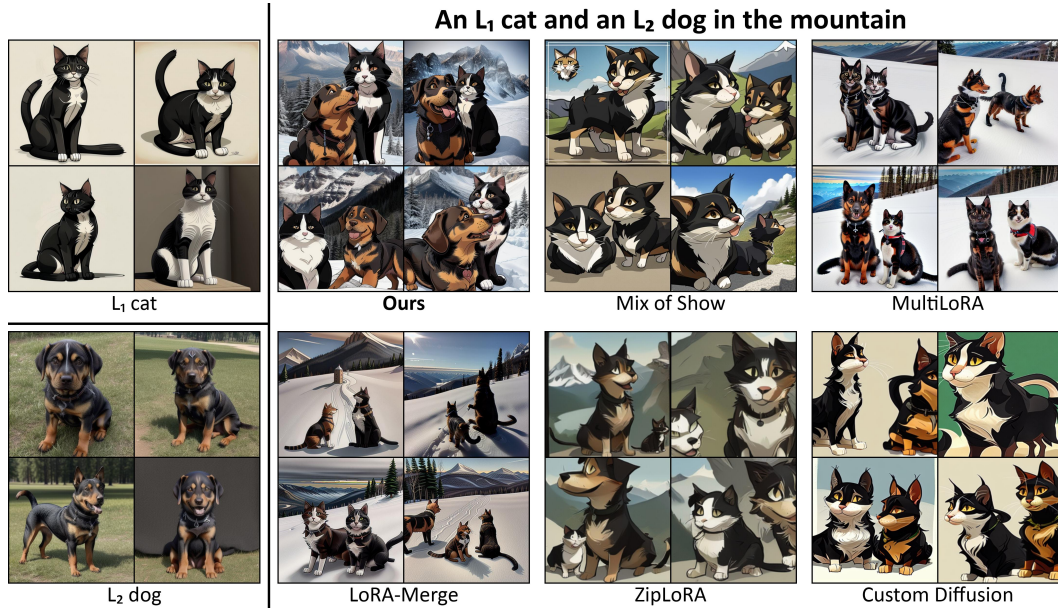 An L₁ cat and an L₂ dog in the mountain
L₁ cat
Ours
Mix of Show
MultiLoRA
L₂ dog
LoRA-Merge
ZipLoRA
Custom Diffusion